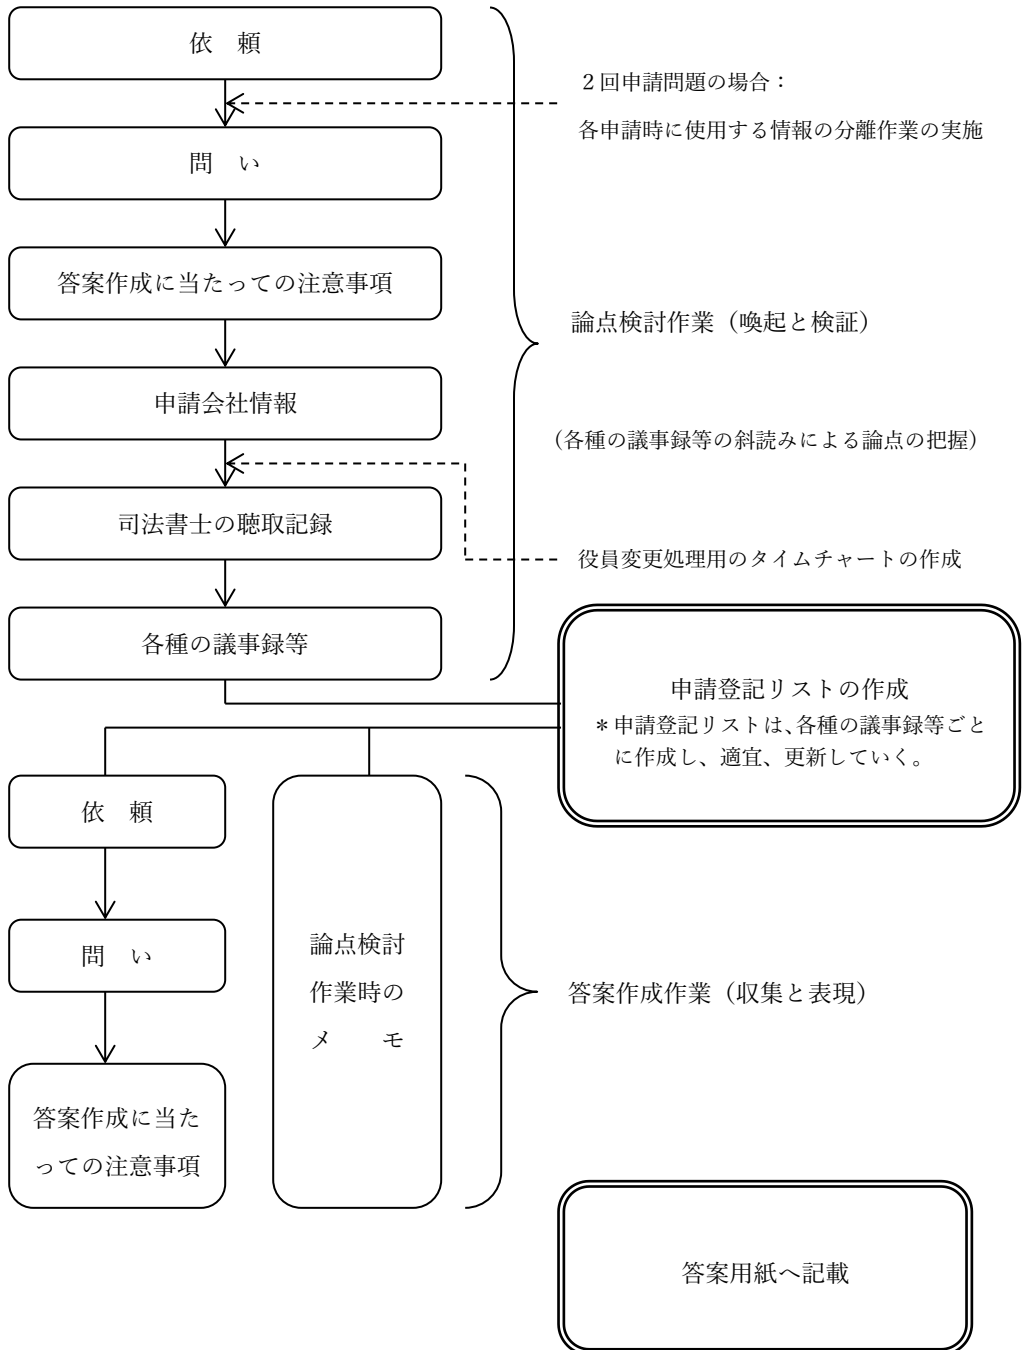 依　頼
２回申請問題の場合：
各申請時に使用する情報の分離作業の実施
問　い
答案作成に当たっての注意事項
論点検討作業（喚起と検証）
申請会社情報
（各種の議事録等の斜読みによる論点の把握）
司法書士の聴取記録
役員変更処理用のタイムチャートの作成
各種の議事録等
申請登記リストの作成
＊申請登記リストは、各種の議事録等ごと
に作成し、適宜、更新していく。
依　頼
問　い
答案作成に当た
っての注意事項
論点検討
作業時の
メ　　モ
答案作成作業（収集と表現）
答案用紙へ記載